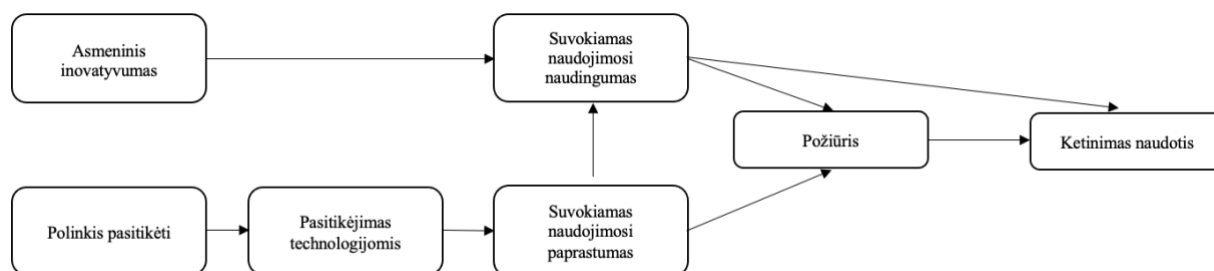 Asmeninis
inovatyvumas
Suvokiamas
naudojimosi
naudingumas
Požiūris
Ketinimas naudotis
Polinkis pasitikėti
Pasitikėjimas
technologijomis
Suvokiamas
naudojimosi
paprastumas